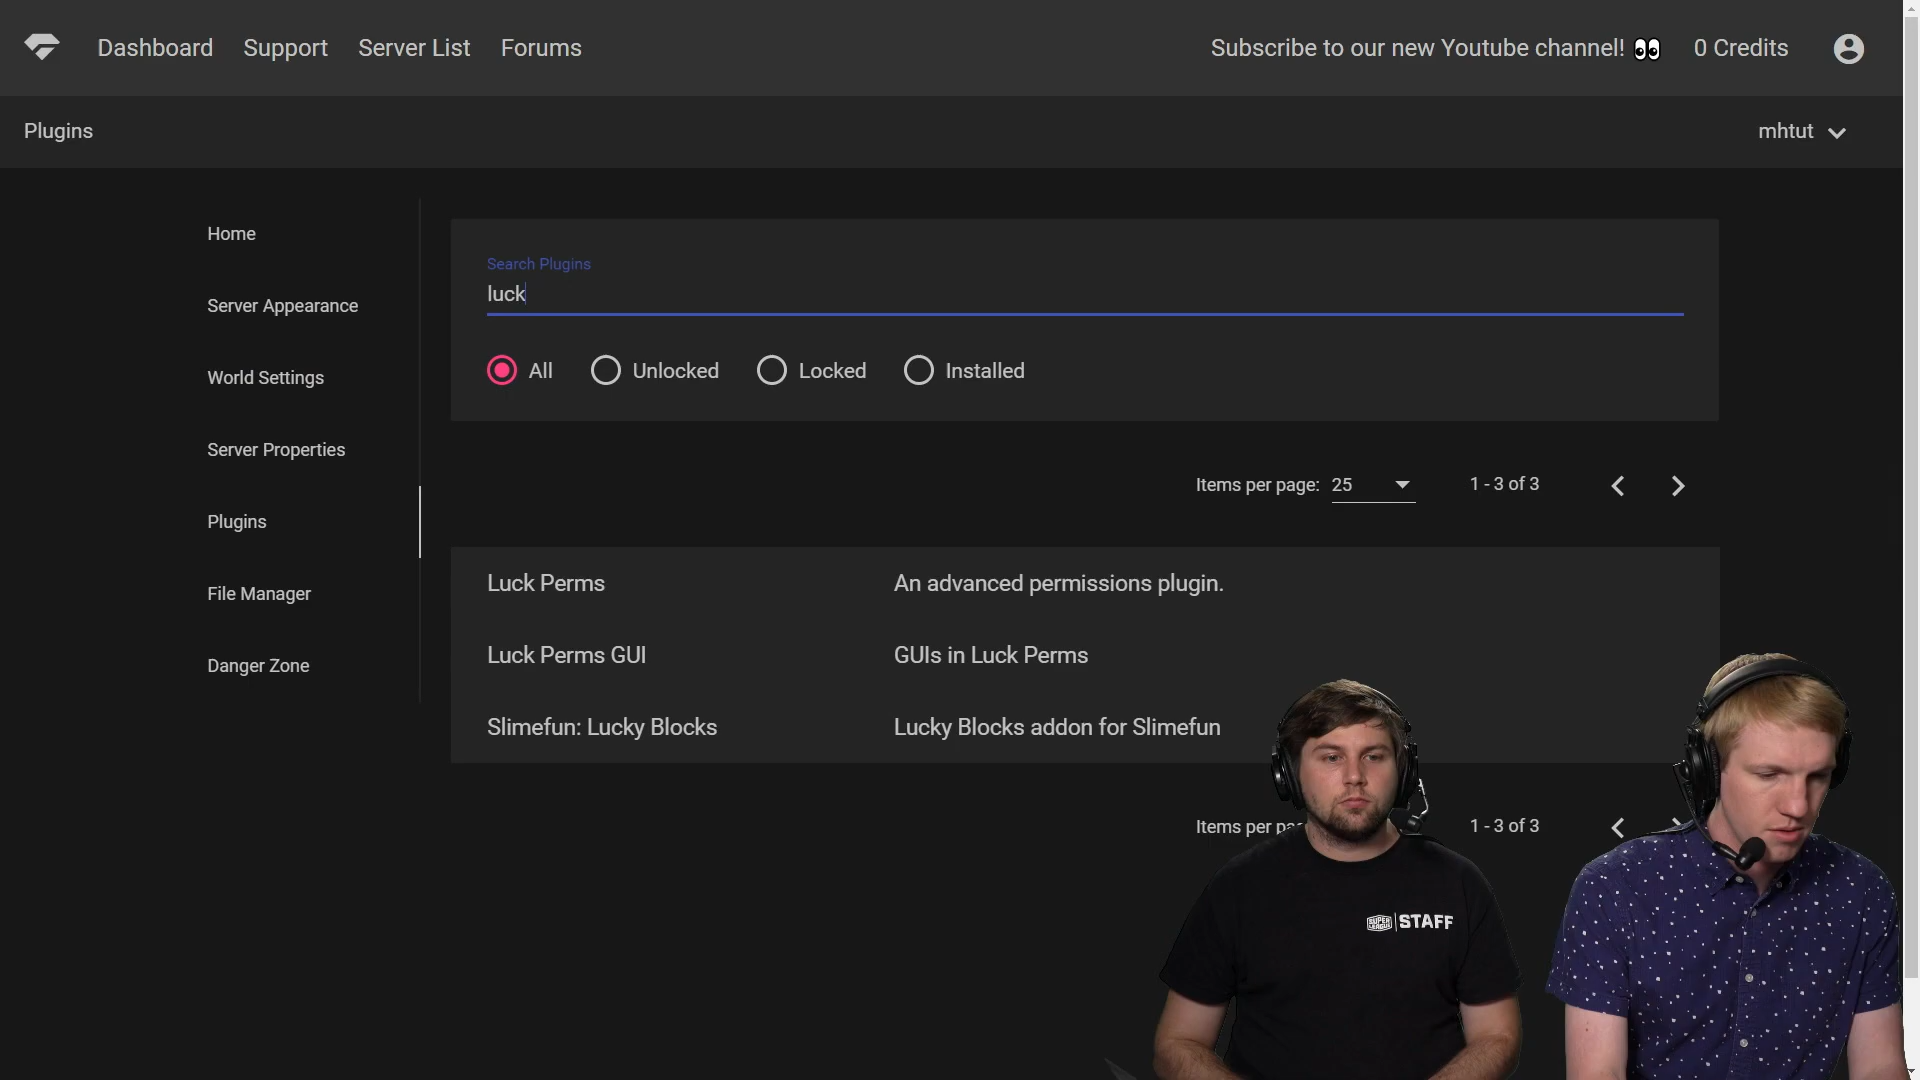 Dashboard Support Server List Forums Subscribe to our new Youtube channel! 👀 0 Credits
Plugins mhtut
Home
Server Appearance
World Settings
Server Properties
Plugins
File Manager
Danger Zone
Search Plugins
luck
All Unlocked Locked Installed
Items per page: 25 1 - 3 of 3
Luck Perms An advanced permissions plugin.
Luck Perms GUI GUIs in Luck Perms
Slimefun: Lucky Blocks Lucky Blocks addon for Slimefun
Items per pa 1 - 3 of 3
SUPER LEAGUE STAFF